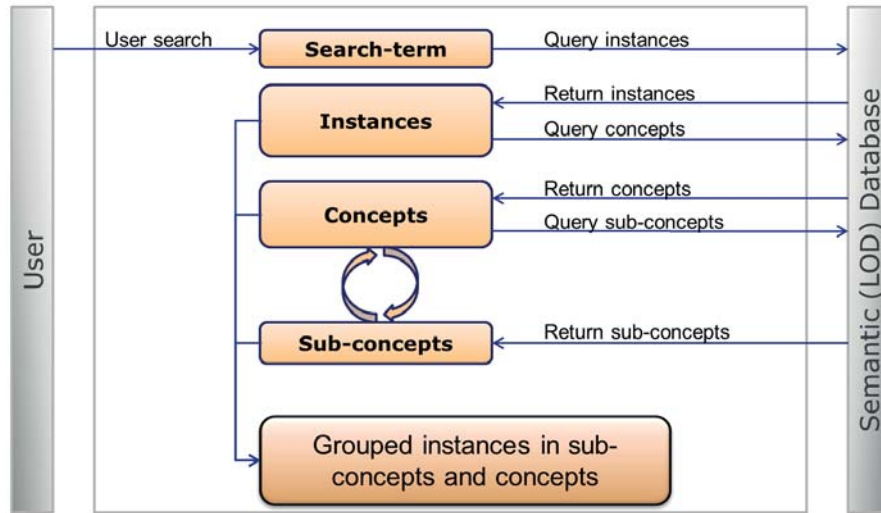 User
User search
Search-term
Query instances
Return instances
Instances
Query concepts
Return concepts
Concepts
Query sub-concepts
Sub-concepts
Return sub-concepts
Grouped instances in sub-
concepts and concepts
Semantic (LOD) Database